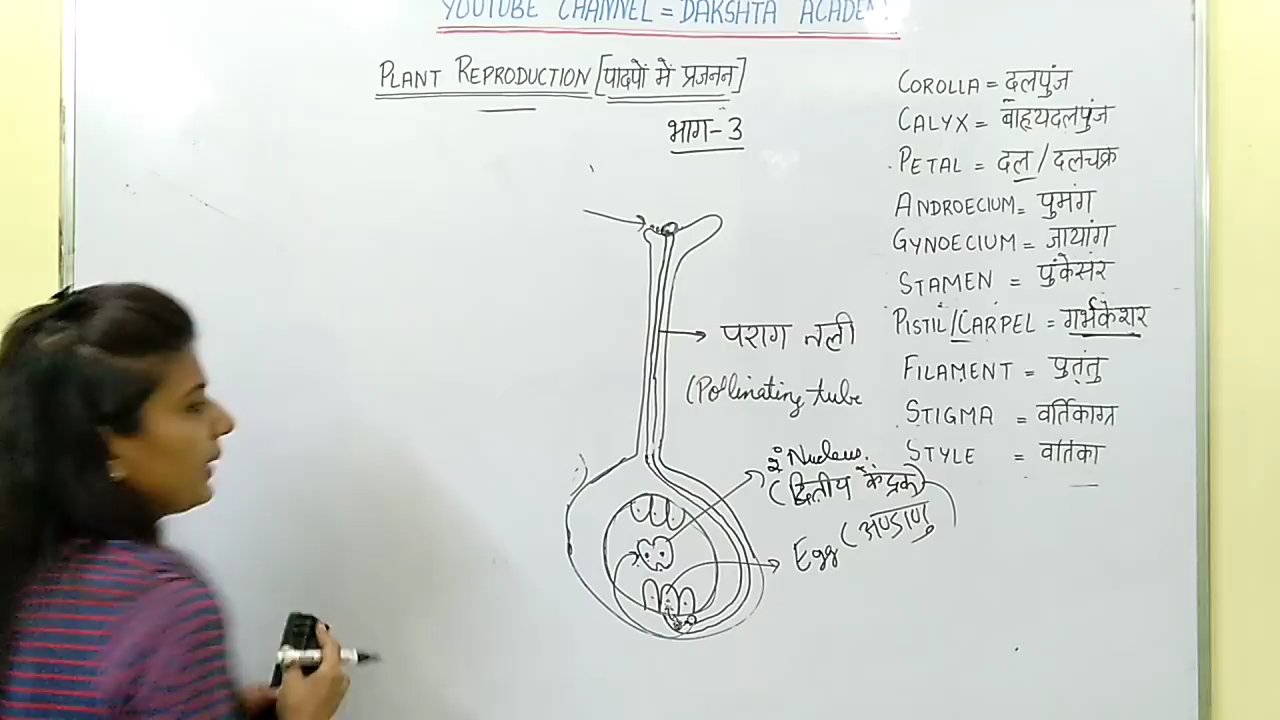 YOUTUBE CHANNEL = DAKSHTA ACADE
PLANT REPRODUCTION [पादपों में प्रजनन]
भाग-3
पराग नली
(Pollinating tube
2° Nucleus.
(द्वितीय केंद्रक)
Egg (अण्डाणु)
COROLLA = दलपुंज
CALYX = बाह्यदलपुंज
PETAL = दल / दलचक्र
ANDROECIUM = पुमंग
GYNOECIUM = जायांग
STAMEN = पुंकेसर
PISTIL/CARPEL = गर्भकेशर
FILAMENT = पुतंतु
STIGMA = वर्तिकाग्र
STYLE = वर्तिका